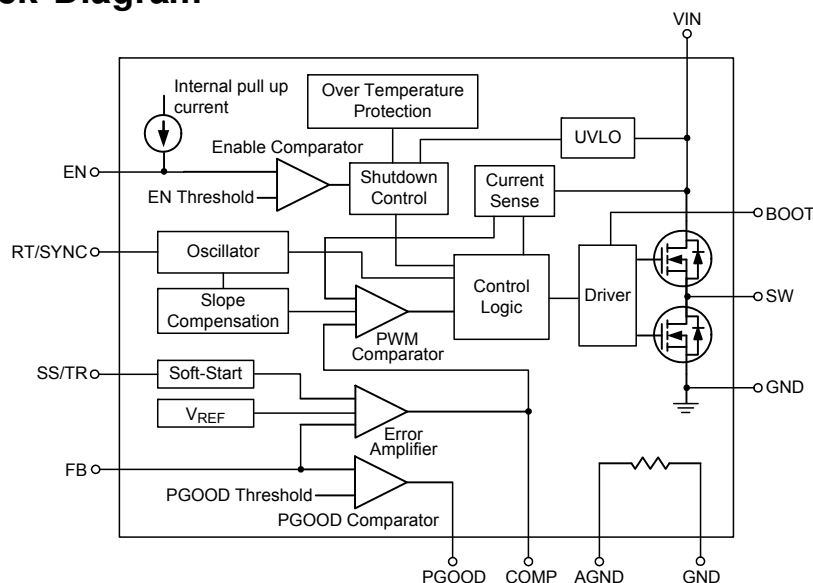 Diagram
VIN
Internal pull up
current
Over Temperature
Protection
UVLO
Enable Comparator
EN
EN Threshold
Shutdown
Control
Current
Sense
BOOT
RT/SYNC
Oscillator
Slope
Compensation
PWM
Comparator
Control
Logic
Driver
SW
SS/TR
Soft-Start
VREF
Error
Amplifier
GND
FB
PGOOD Threshold
PGOOD Comparator
PGOOD
COMP
AGND
GND